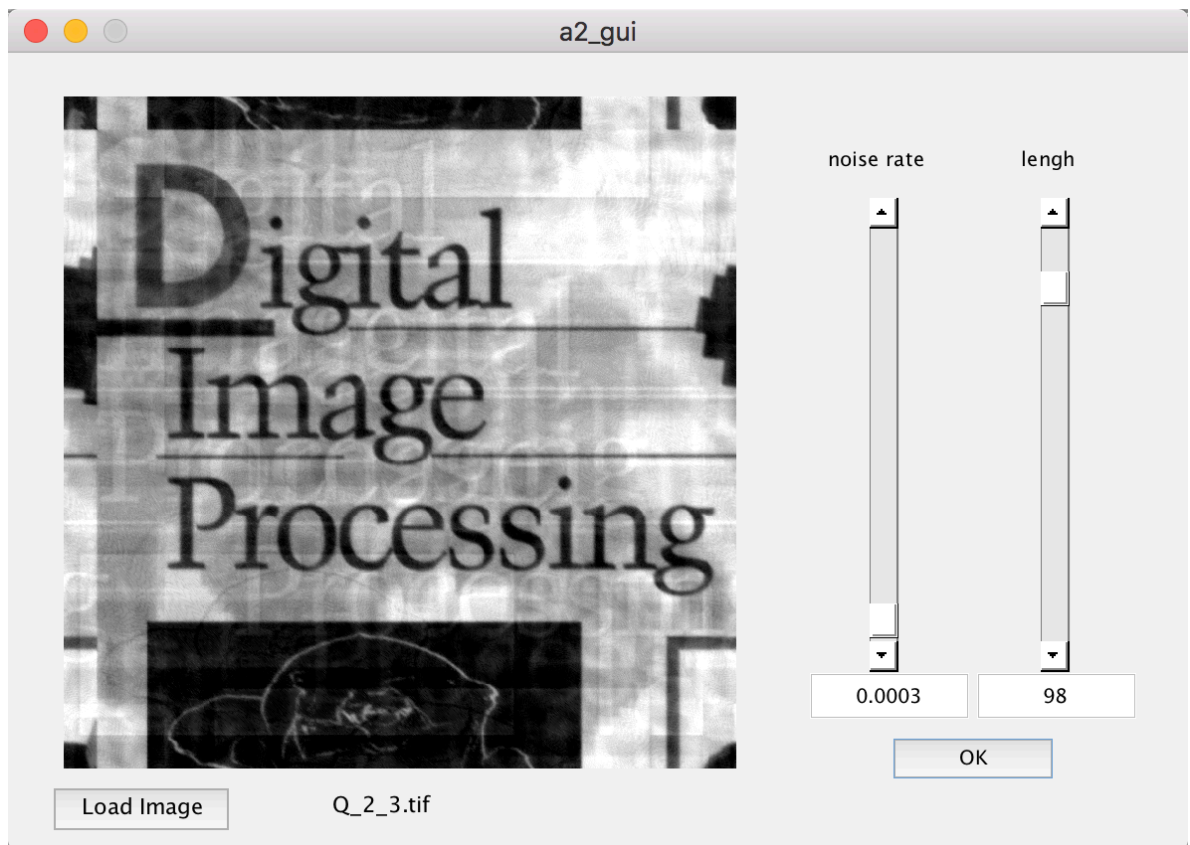 a2_gui
noise rate
lengh
Digital
Image
Processing
0.0003
98
OK
Load Image
Q_2_3.tif